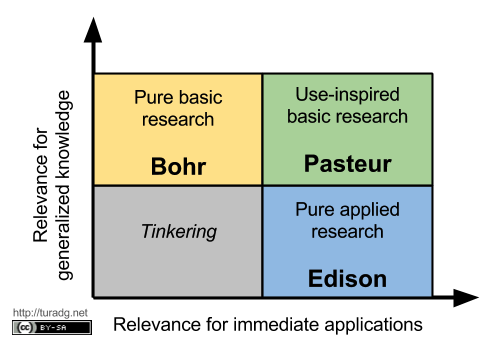 Relevance for
generalized knowledge
Pure basic
research
Bohr
Use-inspired
basic research
Pasteur
Tinkering
Pure applied
research
Edison
http://turadg.net
cc BY-SA
Relevance for immediate applications